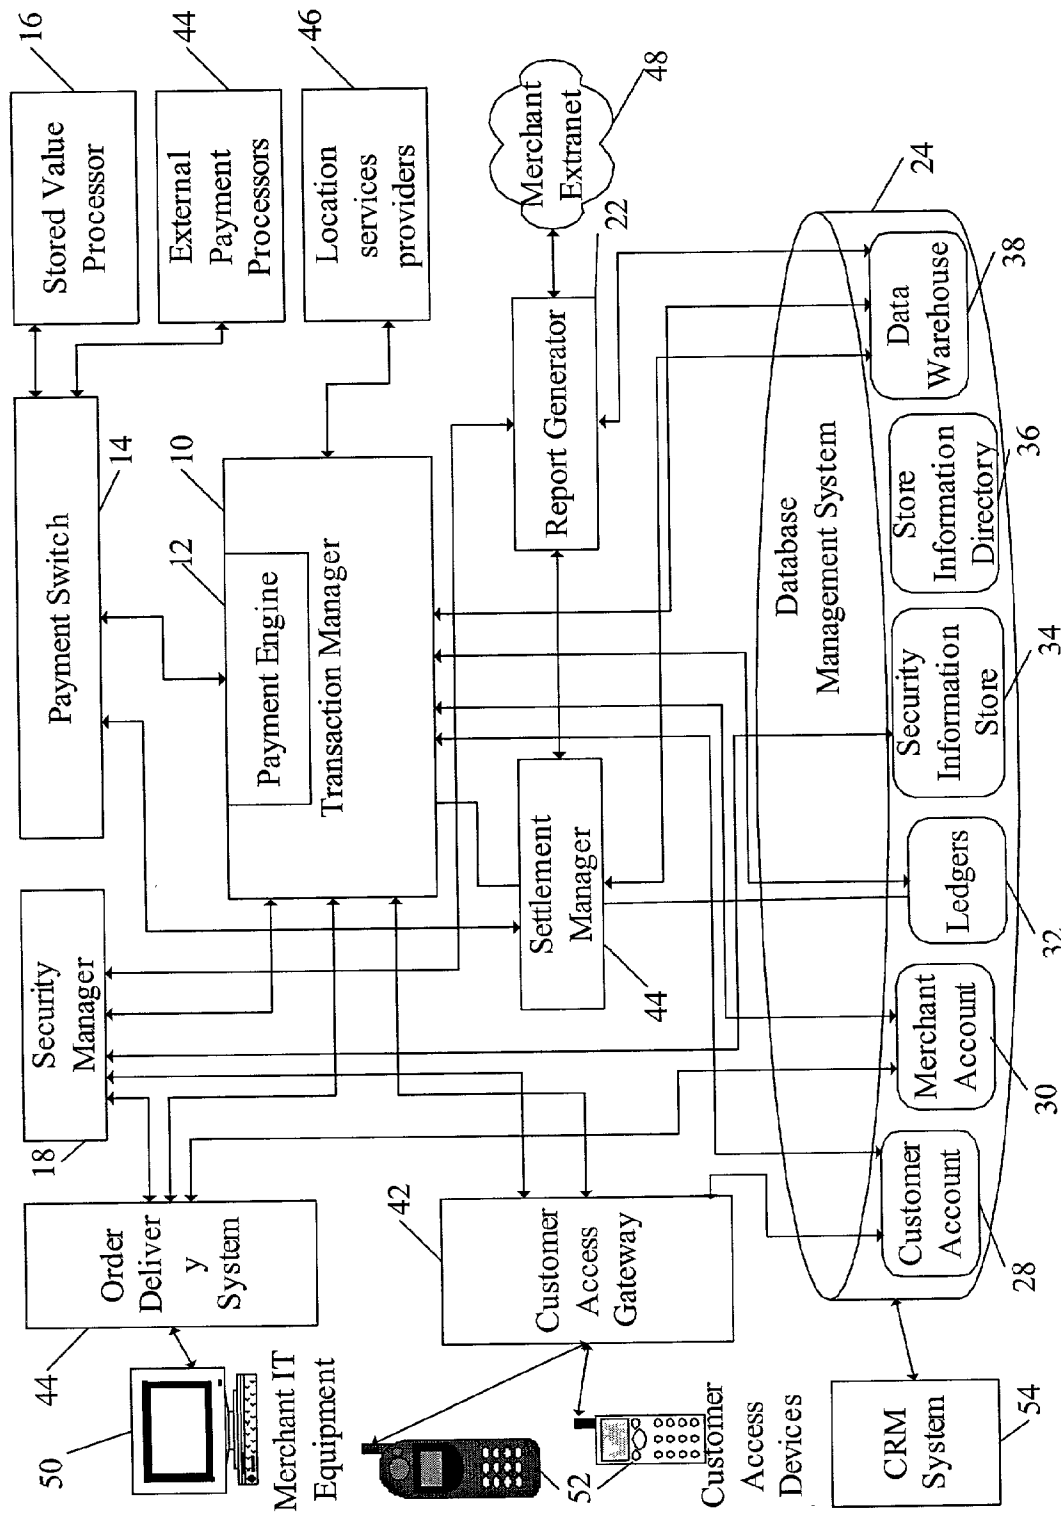 16
Stored Value
Processor
44
External
Payment
Processors
46
Location
services
providers
Merchant
Extranet
48
Payment Switch
14
10
12
Payment Engine
Transaction Manager
Report Generator
22
Security
Manager
18
Settlement
Manager
44
Order
Deliver
y
System
44
Customer
Access
Gateway
42
50
Merchant IT
Equipment
52
Customer
Access
Devices
Database
Management System
24
Data
Warehouse
38
Store
Information
Directory
36
Security
Information
Store
34
Ledgers
32
Merchant
Account
30
Customer
Account
28
CRM
System
54